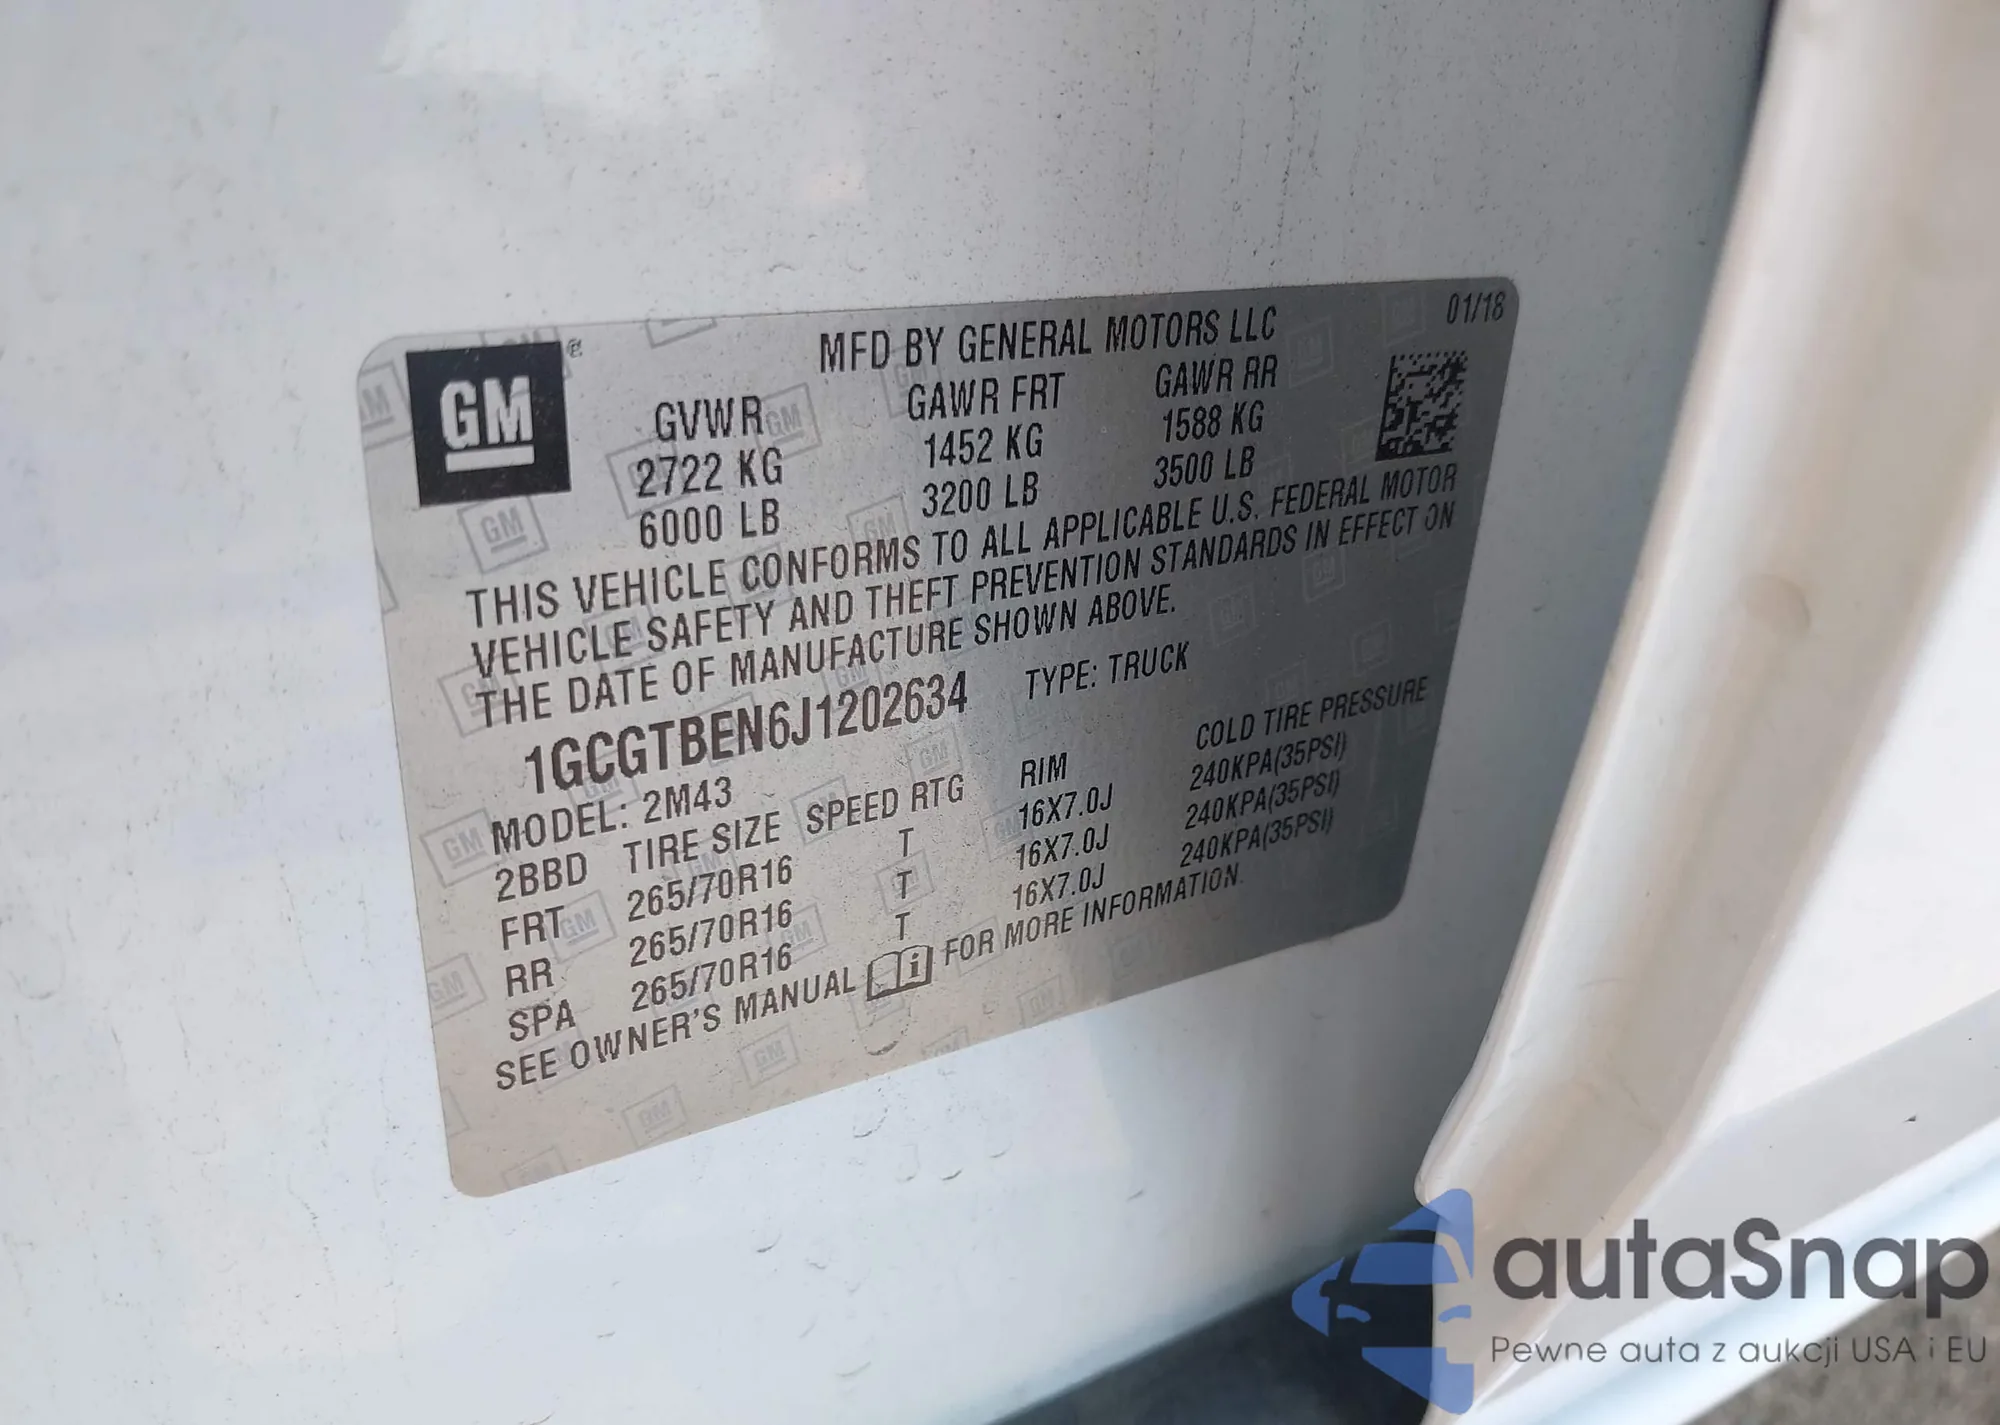 01/18
GM ®
MFD BY GENERAL MOTORS LLC
GVWR GAWR FRT GAWR RR
2722 KG 1452 KG 1588 KG
6000 LB 3200 LB 3500 LB
THIS VEHICLE CONFORMS TO ALL APPLICABLE U.S. FEDERAL MOTOR
VEHICLE SAFETY AND THEFT PREVENTION STANDARDS IN EFFECT ON
THE DATE OF MANUFACTURE SHOWN ABOVE.
1GCGTBEN6J1202634 TYPE: TRUCK
MODEL: 2M43
2BBD TIRE SIZE SPEED RTG RIM COLD TIRE PRESSURE
FRT 265/70R16 T 16X7.0J 240KPA(35PSI)
RR 265/70R16 T 16X7.0J 240KPA(35PSI)
SPA 265/70R16 T 16X7.0J 240KPA(35PSI)
SEE OWNER'S MANUAL FOR MORE INFORMATION.
autaSnap
Pewne auta z aukcji USA i EU